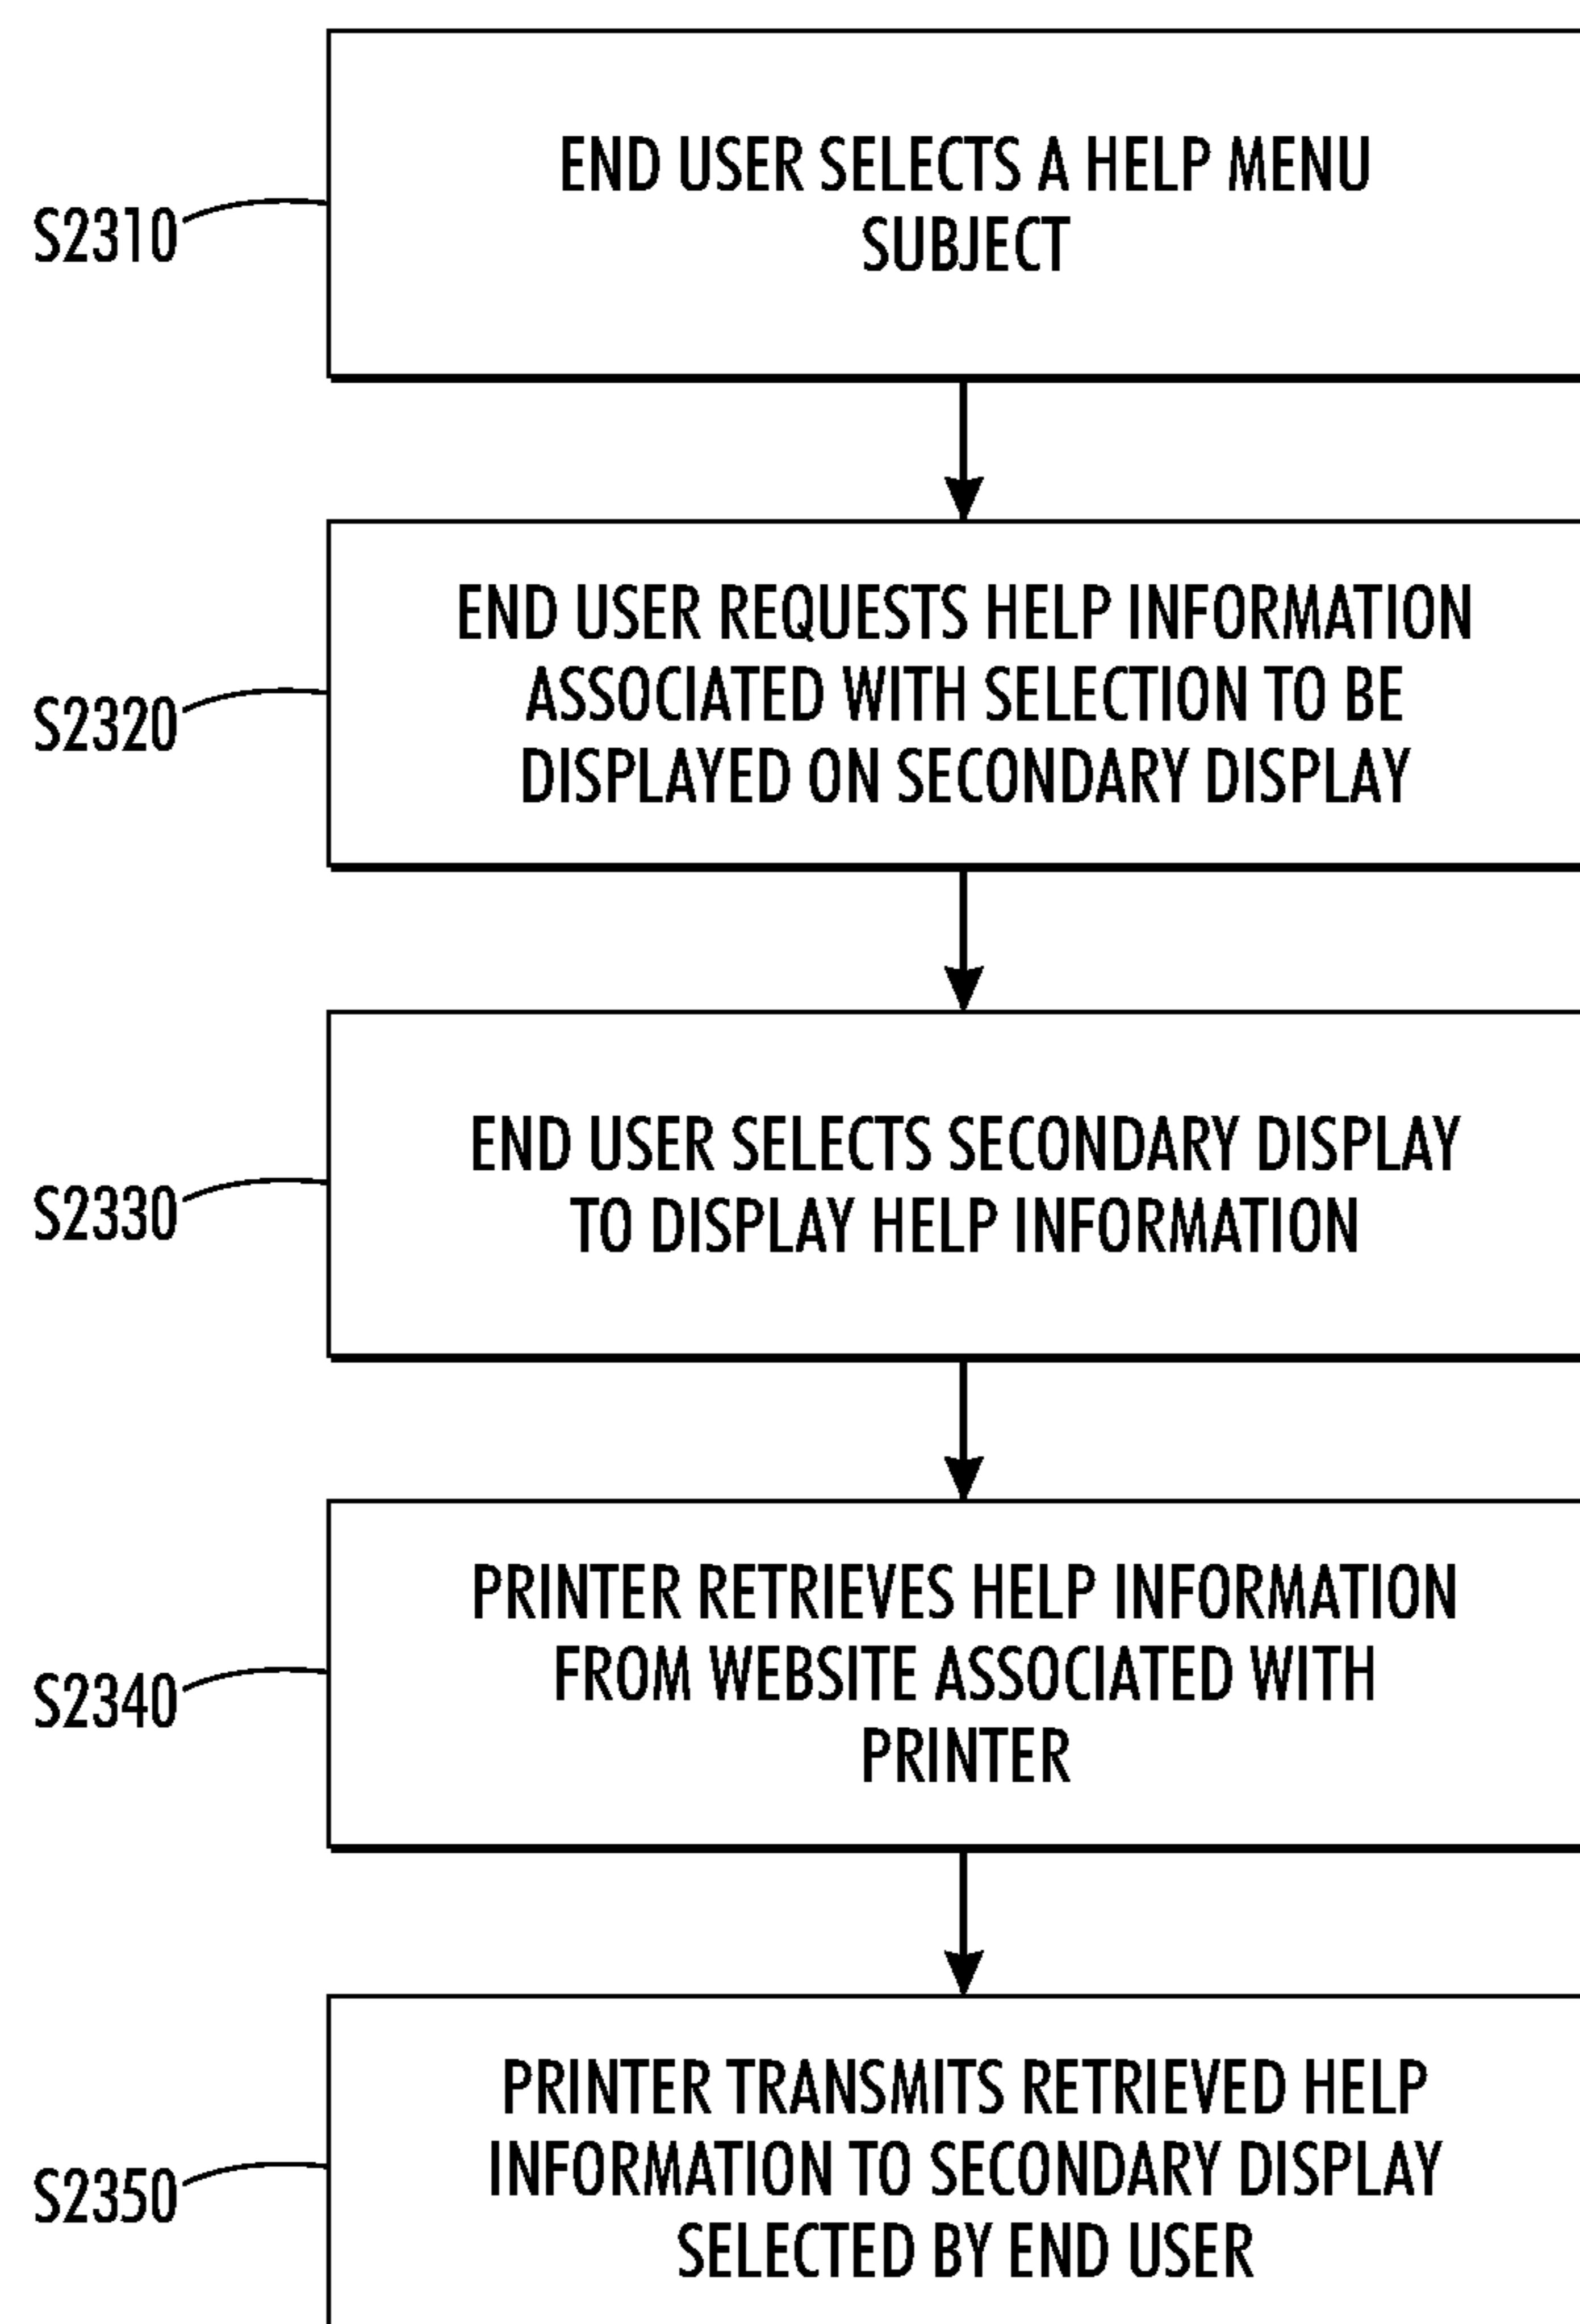 END USER SELECTS A HELP MENU
SUBJECT
S2310
END USER REQUESTS HELP INFORMATION
ASSOCIATED WITH SELECTION TO BE
DISPLAYED ON SECONDARY DISPLAY
S2320
END USER SELECTS SECONDARY DISPLAY
TO DISPLAY HELP INFORMATION
S2330
PRINTER RETRIEVES HELP INFORMATION
FROM WEBSITE ASSOCIATED WITH
PRINTER
S2340
PRINTER TRANSMITS RETRIEVED HELP
INFORMATION TO SECONDARY DISPLAY
SELECTED BY END USER
S2350